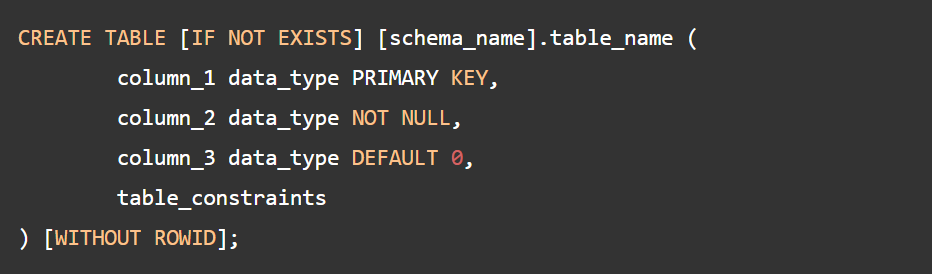 CREATE TABLE [IF NOT EXISTS] [schema_name].table_name (
column_1 data_type PRIMARY KEY,
column_2 data_type NOT NULL,
column_3 data_type DEFAULT 0,
table_constraints
) [WITHOUT ROWID];